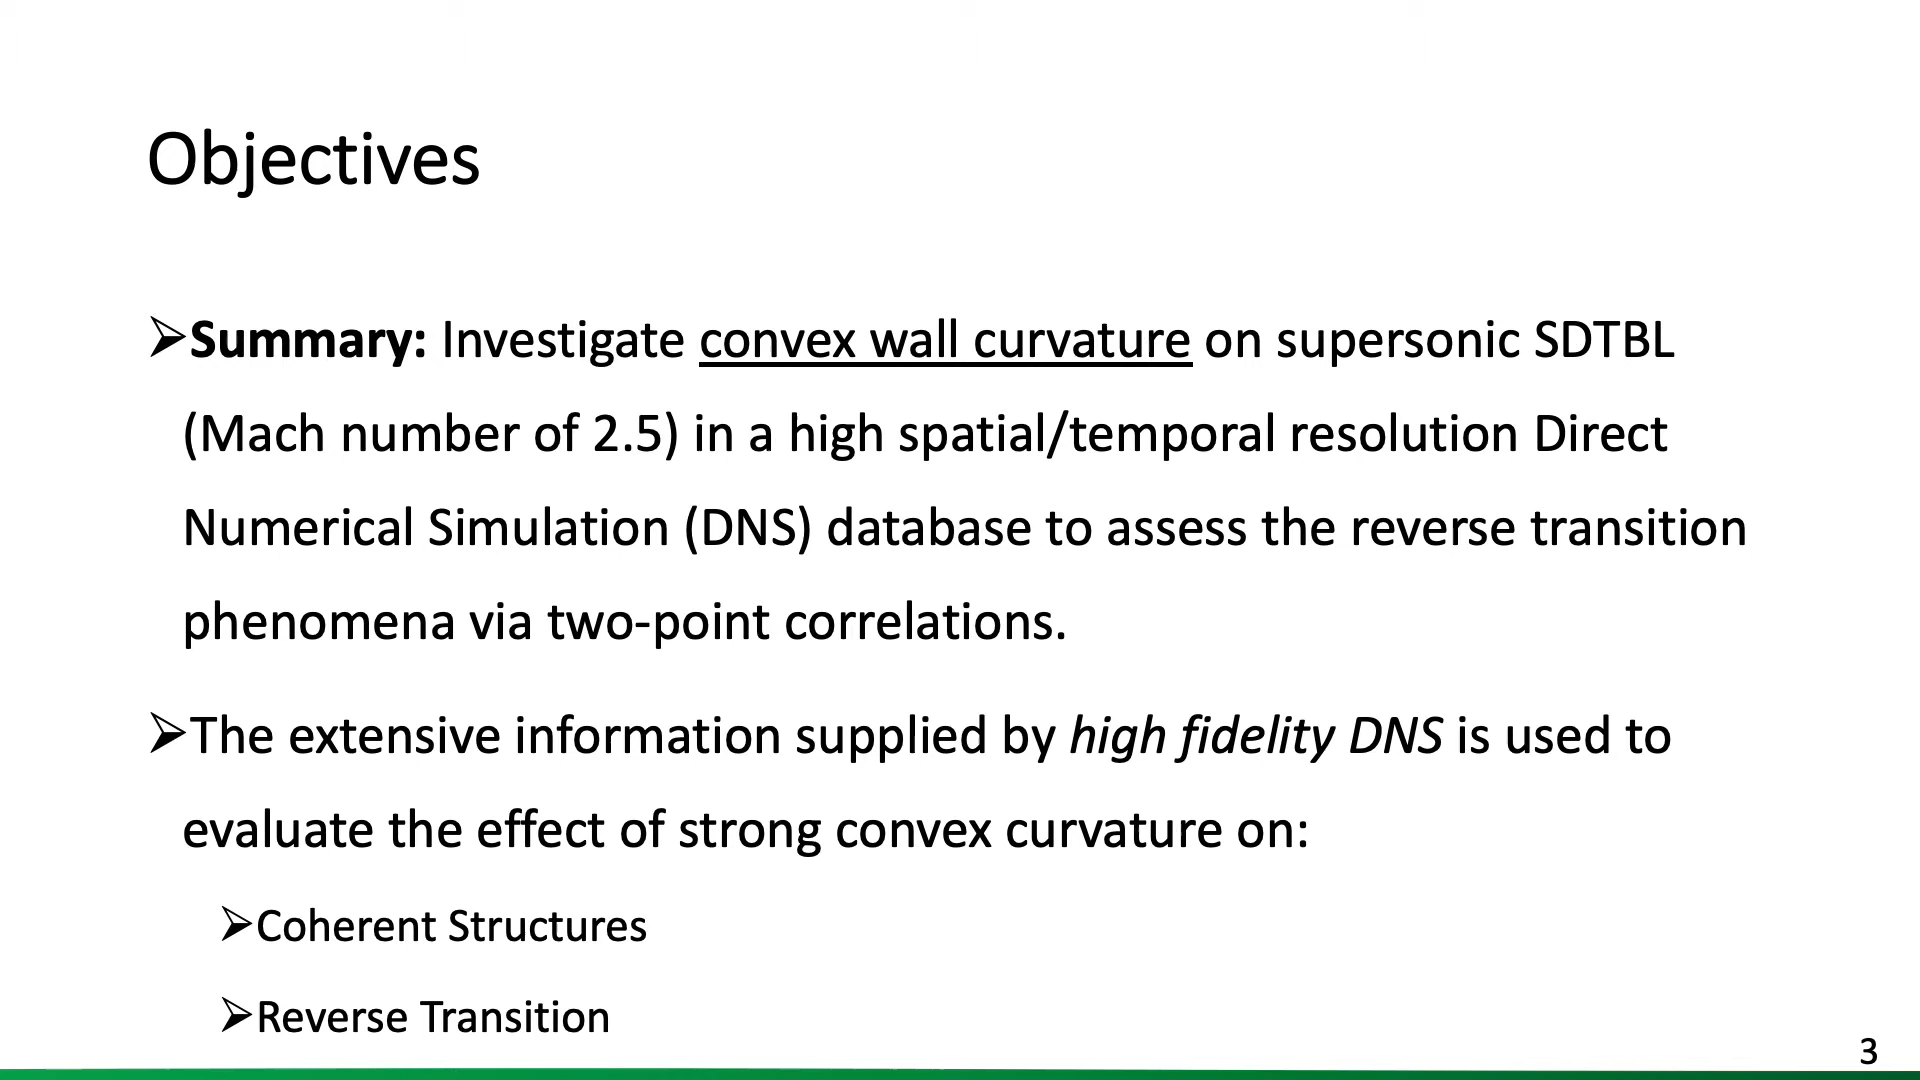 Objectives
➢Summary: Investigate convex wall curvature on supersonic SDTBL
(Mach number of 2.5) in a high spatial/temporal resolution Direct
Numerical Simulation (DNS) database to assess the reverse transition
phenomena via two-point correlations.
➢The extensive information supplied by high fidelity DNS is used to
evaluate the effect of strong convex curvature on:
➢Coherent Structures
➢Reverse Transition
3